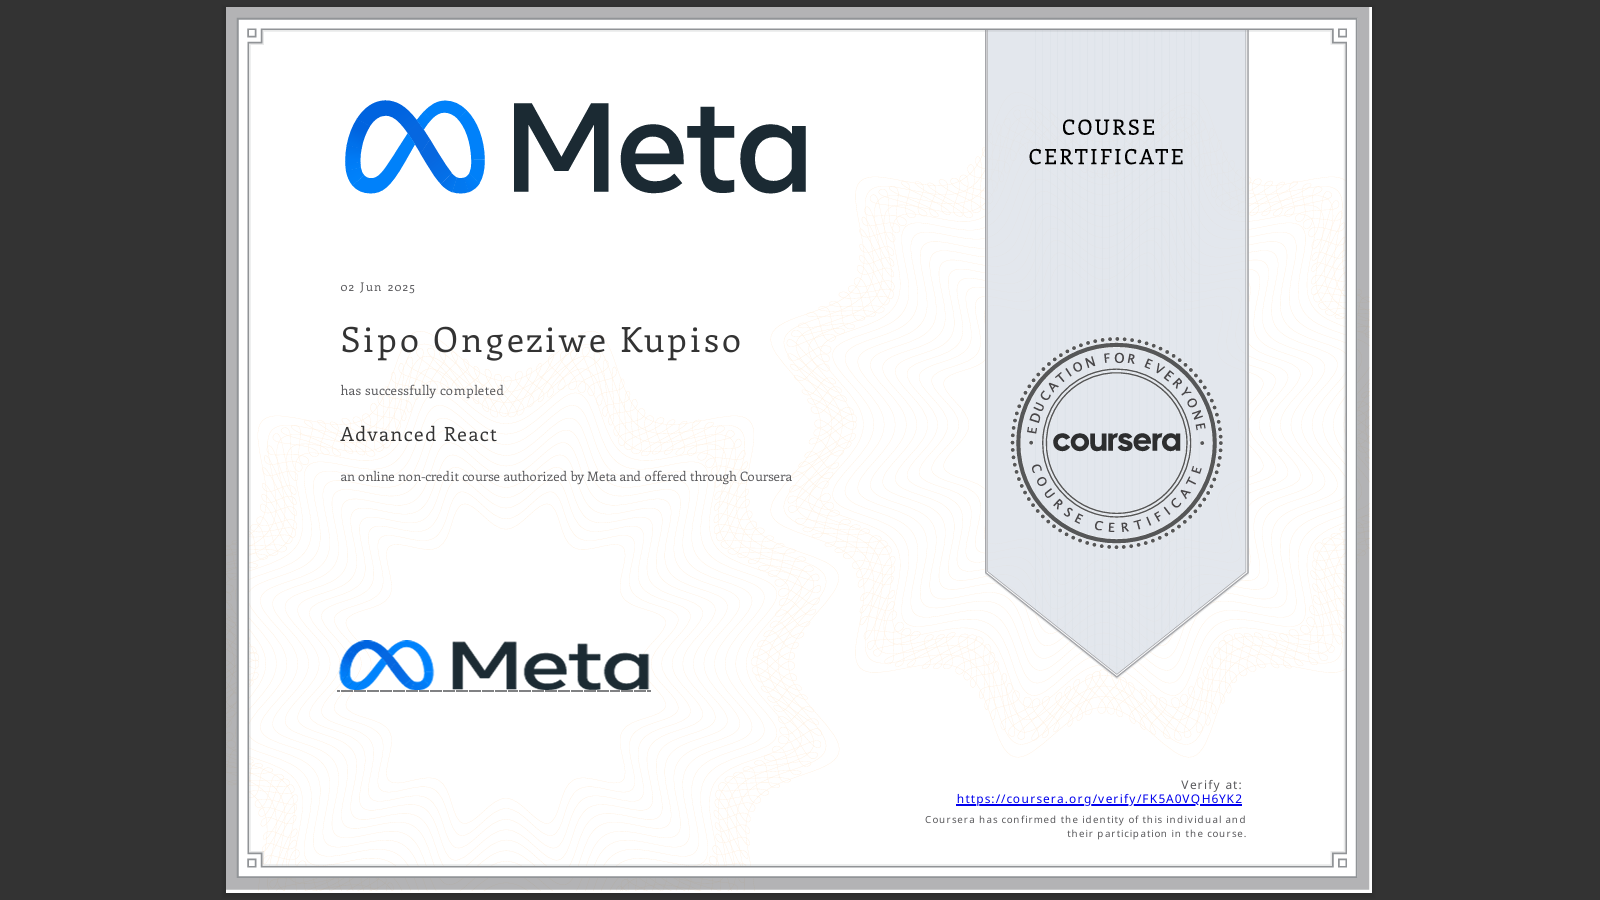 Meta
COURSE
CERTIFICATE
02 Jun 2025
Sipo Ongeziwe Kupiso
has successfully completed
Advanced React
an online non-credit course authorized by Meta and offered through Coursera
• EDUCATION FOR EVERYONE •
coursera
COURSE CERTIFICATE
Meta
Verify at:
https://coursera.org/verify/FK5A0VQH6YK2
Coursera has confirmed the identity of this individual and
their participation in the course.